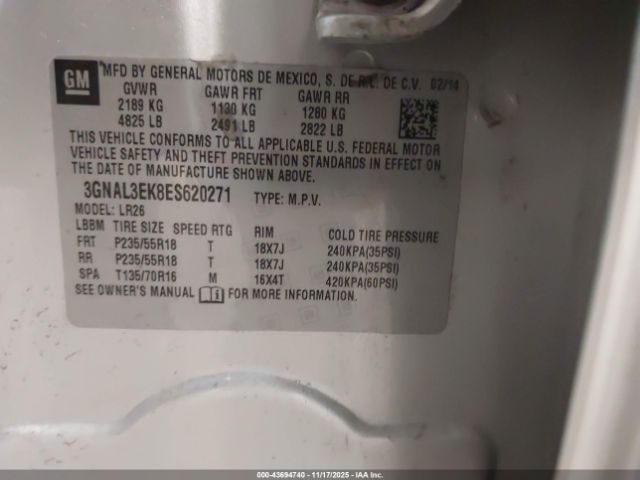 GM MFD BY GENERAL MOTORS DE MEXICO, S. DE R.L. DE C.V. 02/14
GVWR GAWR FRT GAWR RR
2189 KG 1130 KG 1280 KG
4825 LB 2491 LB 2822 LB
THIS VEHICLE CONFORMS TO ALL APPLICABLE U.S. FEDERAL MOTOR
VEHICLE SAFETY AND THEFT PREVENTION STANDARDS IN EFFECT ON
THE DATE OF MANUFACTURE SHOWN ABOVE.
3GNAL3EK8ES620271 TYPE: M.P.V.
MODEL: LR26
LBBM TIRE SIZE SPEED RTG RIM COLD TIRE PRESSURE
FRT P235/55R18 T 18X7J 240KPA(35PSI)
RR P235/55R18 T 18X7J 240KPA(35PSI)
SPA T135/70R16 M 16X4T 420KPA(60PSI)
SEE OWNER'S MANUAL FOR MORE INFORMATION.
000-43694740 - 11/17/2025 - IAA Inc.